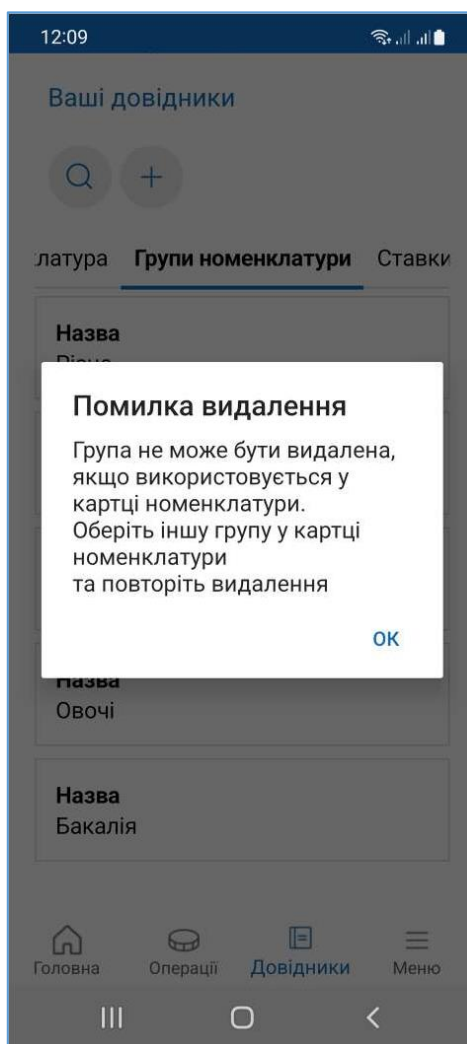 12:09
Ваші довідники
латура Групи номенклатури Ставки
Назва
Помилка видалення
Група не може бути видалена,
якщо використовується у
картці номенклатури.
Оберіть іншу групу у картці
номенклатури
та повторіть видалення
ОК
Назва
Овочі
Назва
Бакалія
Головна Операції Довідники Меню